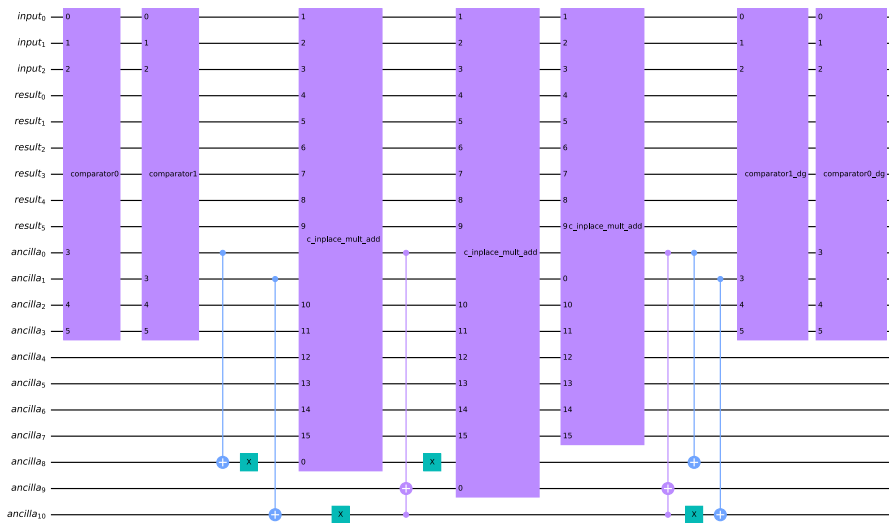 input0 0 0 1 1 1 0 0
input1 1 1 2 2 2 1 1
input2 2 2 3 3 3 2 2
result0 4 4 4
result1 5 5 5
result2 6 6 6
result3 comparator0 comparator1 7 7 7 comparator1_dg comparator0_dg
result4 8 8 8
result5 9 9 9 c_inplace_mult_add
c_inplace_mult_add
ancilla0 3 c_inplace_mult_add 3
ancilla1 3 0 3
ancilla2 4 4 10 10 10 4 4
ancilla3 5 5 11 11 11 5 5
ancilla4 12 12 12
ancilla5 13 13 13
ancilla6 14 14 14
ancilla7 15 15 15
ancilla8 X 0 X
ancilla9 0
ancilla10 X X